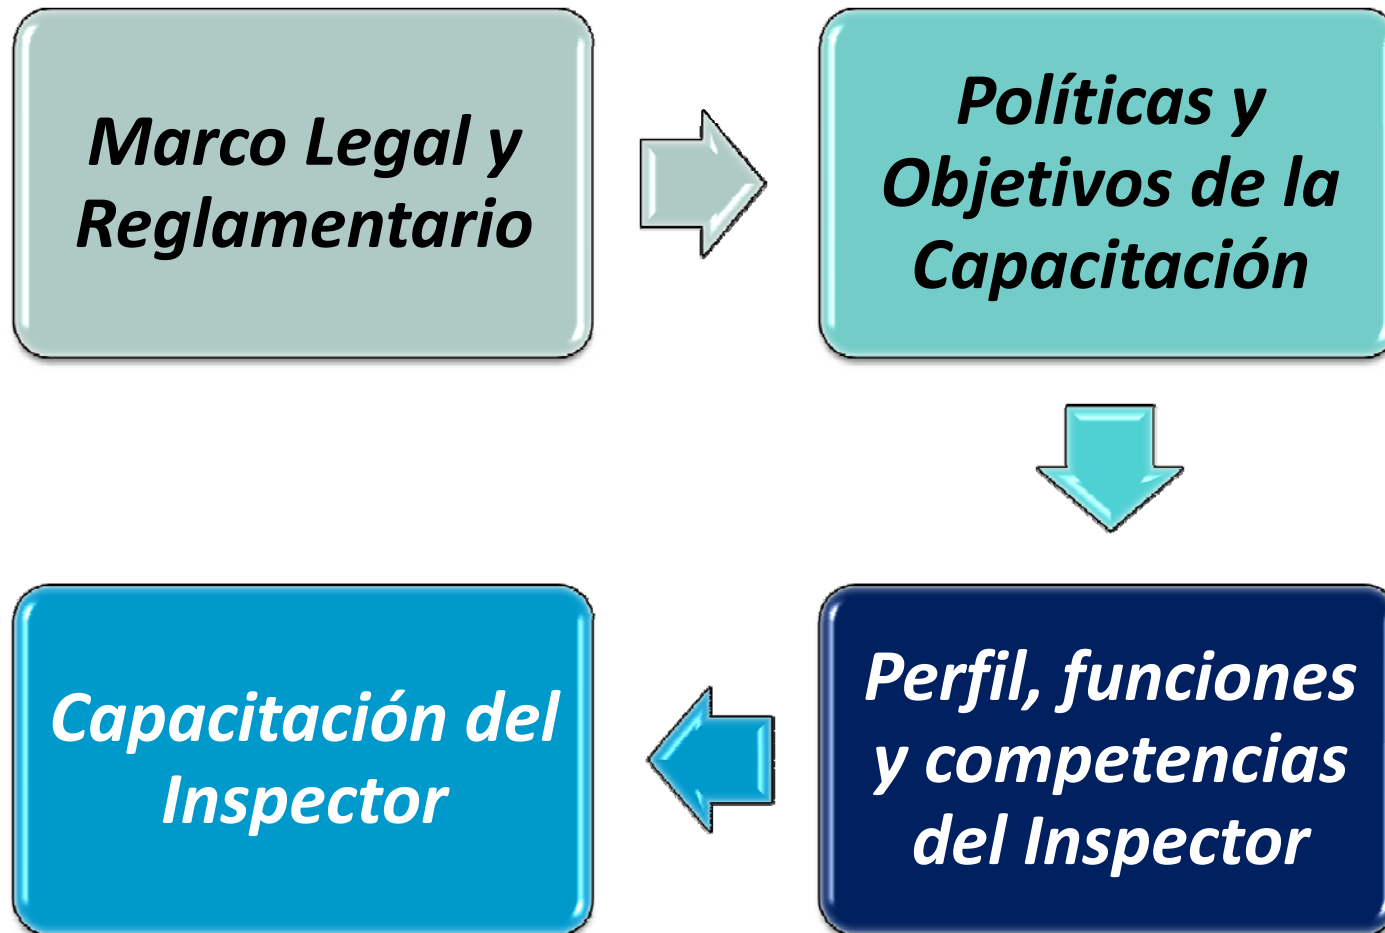 Marco Legal y
Reglamentario
Políticas y
Objetivos de la
Capacitación
Perfil, funciones
y competencias
del Inspector
Capacitación del
Inspector